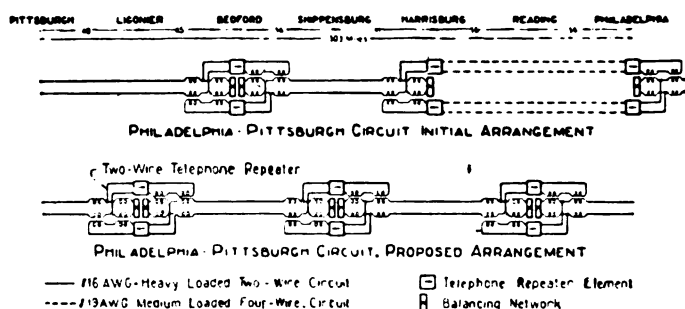 PITTSBURGH LIGONIER BEDFORD SHIPPENSBURG HARRISBURG READING PHILADELPHIA
PHILADELPHIA - PITTSBURGH CIRCUIT INITIAL ARRANGEMENT
Two-Wire Telephone Repeater
PHILADELPHIA - PITTSBURGH CIRCUIT, PROPOSED ARRANGEMENT
#16 AWG-Heavy Loaded Two-Wire Circuit
Telephone Repeater Element
#19 AWG Medium Loaded Four-Wire Circuit
Balancing Network